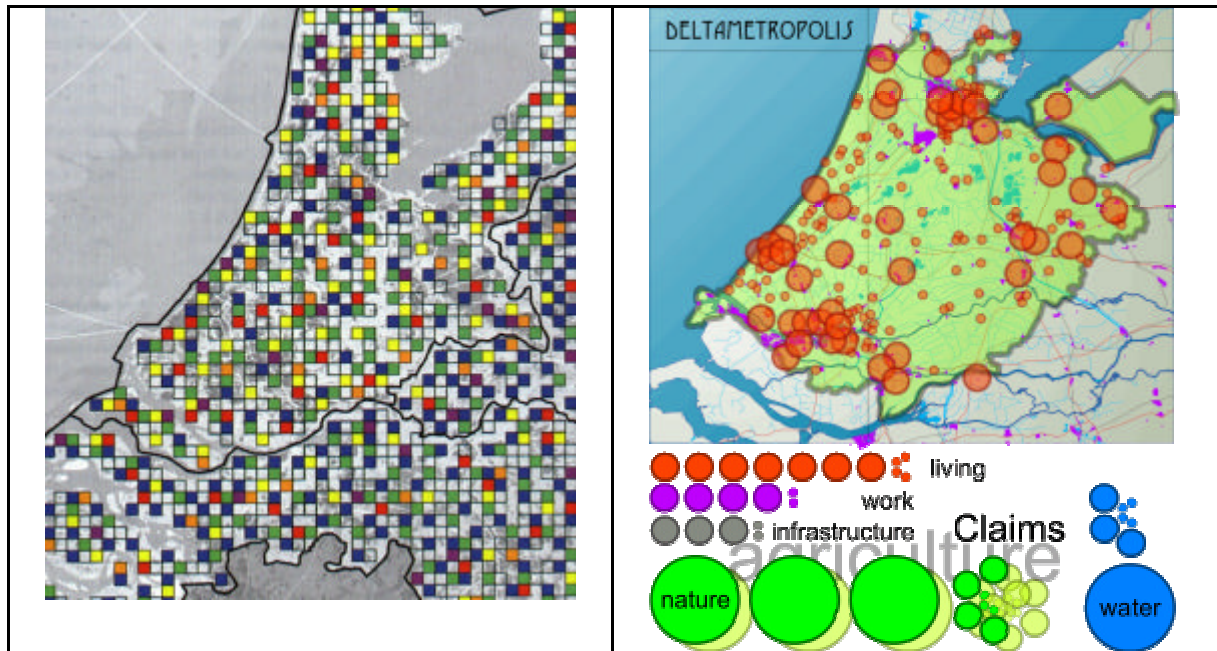 DELTAMETROPOLIS
living
work
infrastructure
Claims
agriculture
nature
water